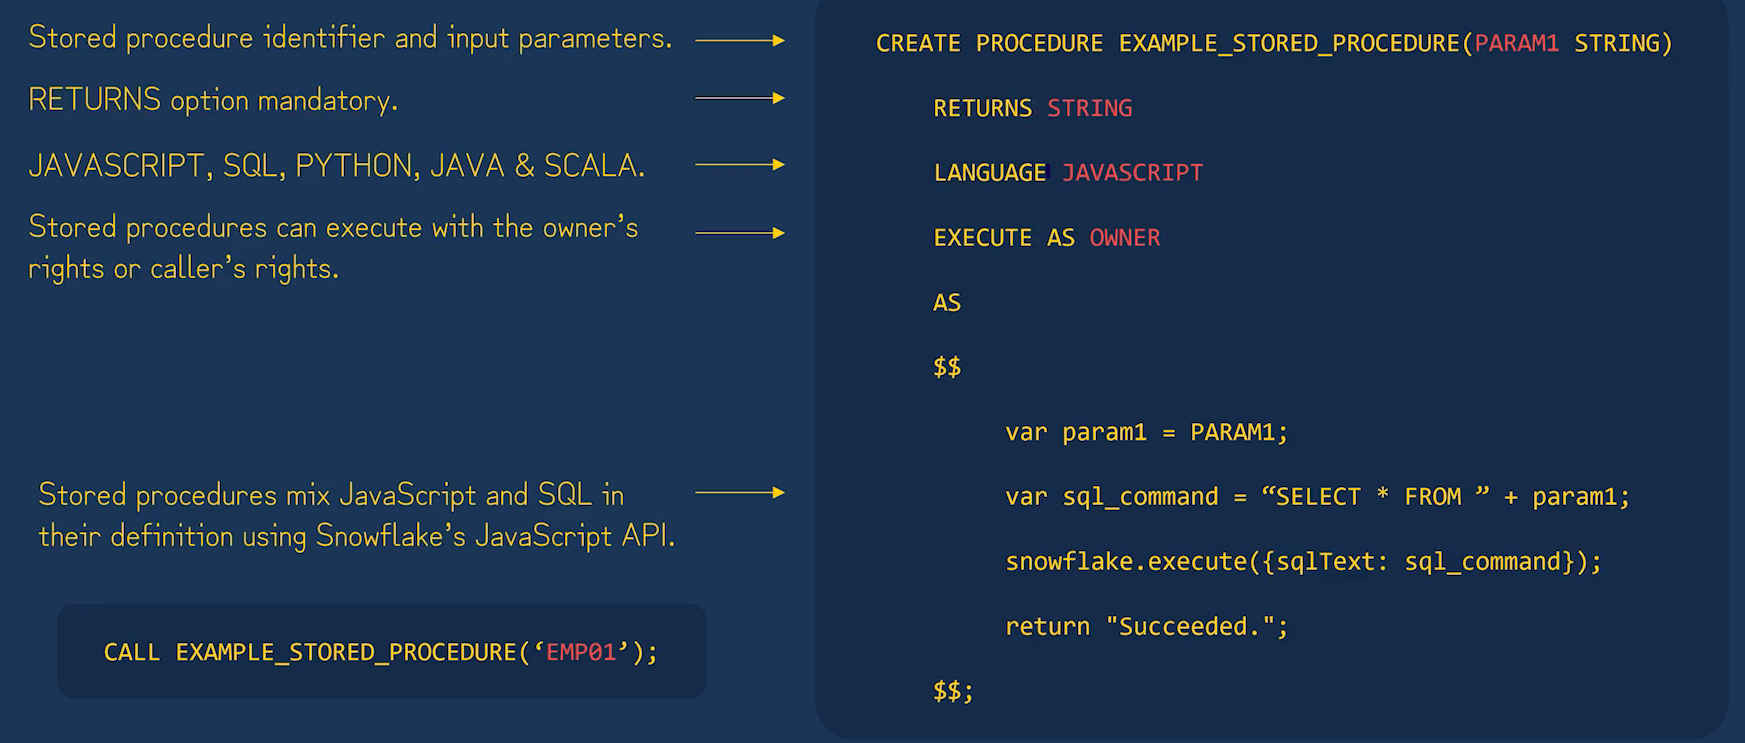 Stored procedure identifier and input parameters.
RETURNS option mandatory.
JAVASCRIPT, SQL, PYTHON, JAVA & SCALA.
Stored procedures can execute with the owner's
rights or caller's rights.
Stored procedures mix JavaScript and SQL in
their definition using Snowflake's JavaScript API.
CALL EXAMPLE_STORED_PROCEDURE(‘EMP01’);
CREATE PROCEDURE EXAMPLE_STORED_PROCEDURE(PARAM1 STRING)
RETURNS STRING
LANGUAGE JAVASCRIPT
EXECUTE AS OWNER
AS
$$
var param1 = PARAM1;
var sql_command = “SELECT * FROM ” + param1;
snowflake.execute({sqlText: sql_command});
return "Succeeded.";
$$;